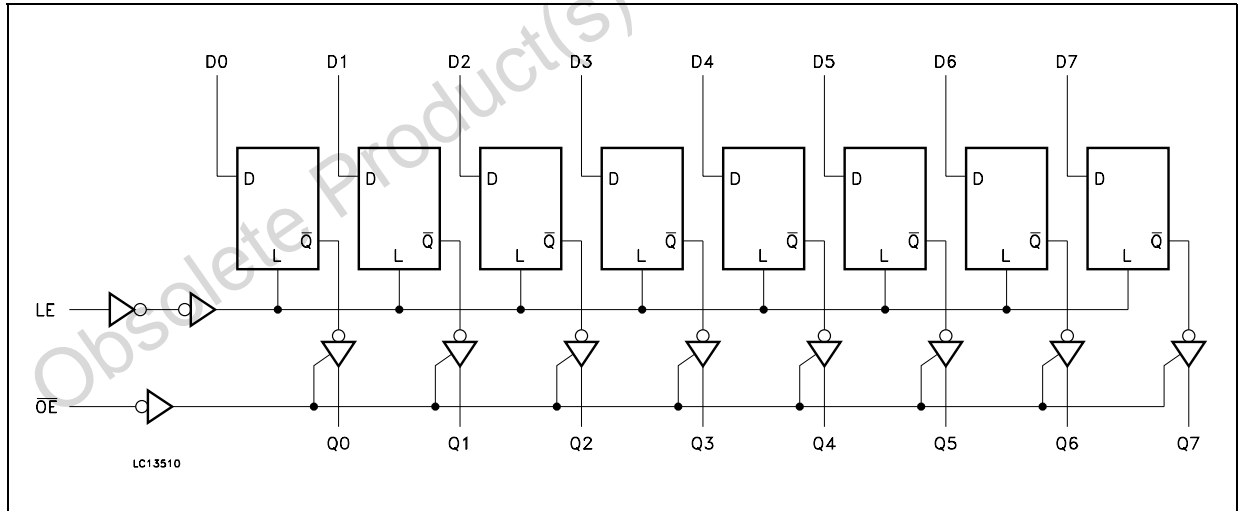 Obsolete Product(s)
D0 D1 D2 D3 D4 D5 D6 D7
D D D D D D D D
Q̅ Q̅ Q̅ Q̅ Q̅ Q̅ Q̅ Q̅
L L L L L L L L
LE
O̅E̅
Q0 Q1 Q2 Q3 Q4 Q5 Q6 Q7
LC13510